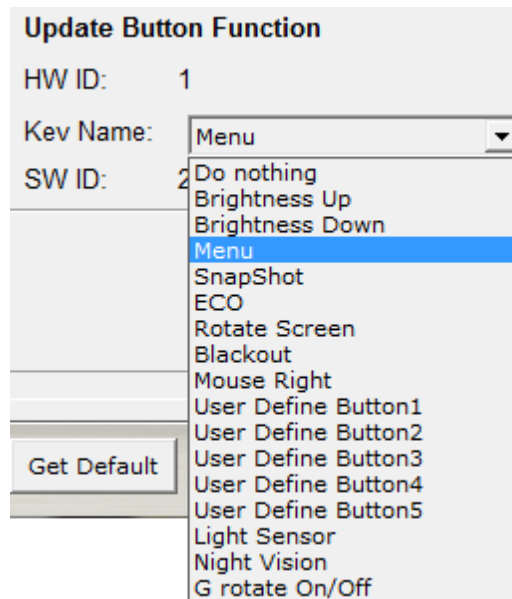 Update Button Function
HW ID: 1
Kev Name: Menu
SW ID: 2
Do nothing
Brightness Up
Brightness Down
Menu
SnapShot
ECO
Rotate Screen
Blackout
Mouse Right
User Define Button1
User Define Button2
User Define Button3
User Define Button4
User Define Button5
Light Sensor
Night Vision
G rotate On/Off
Get Default